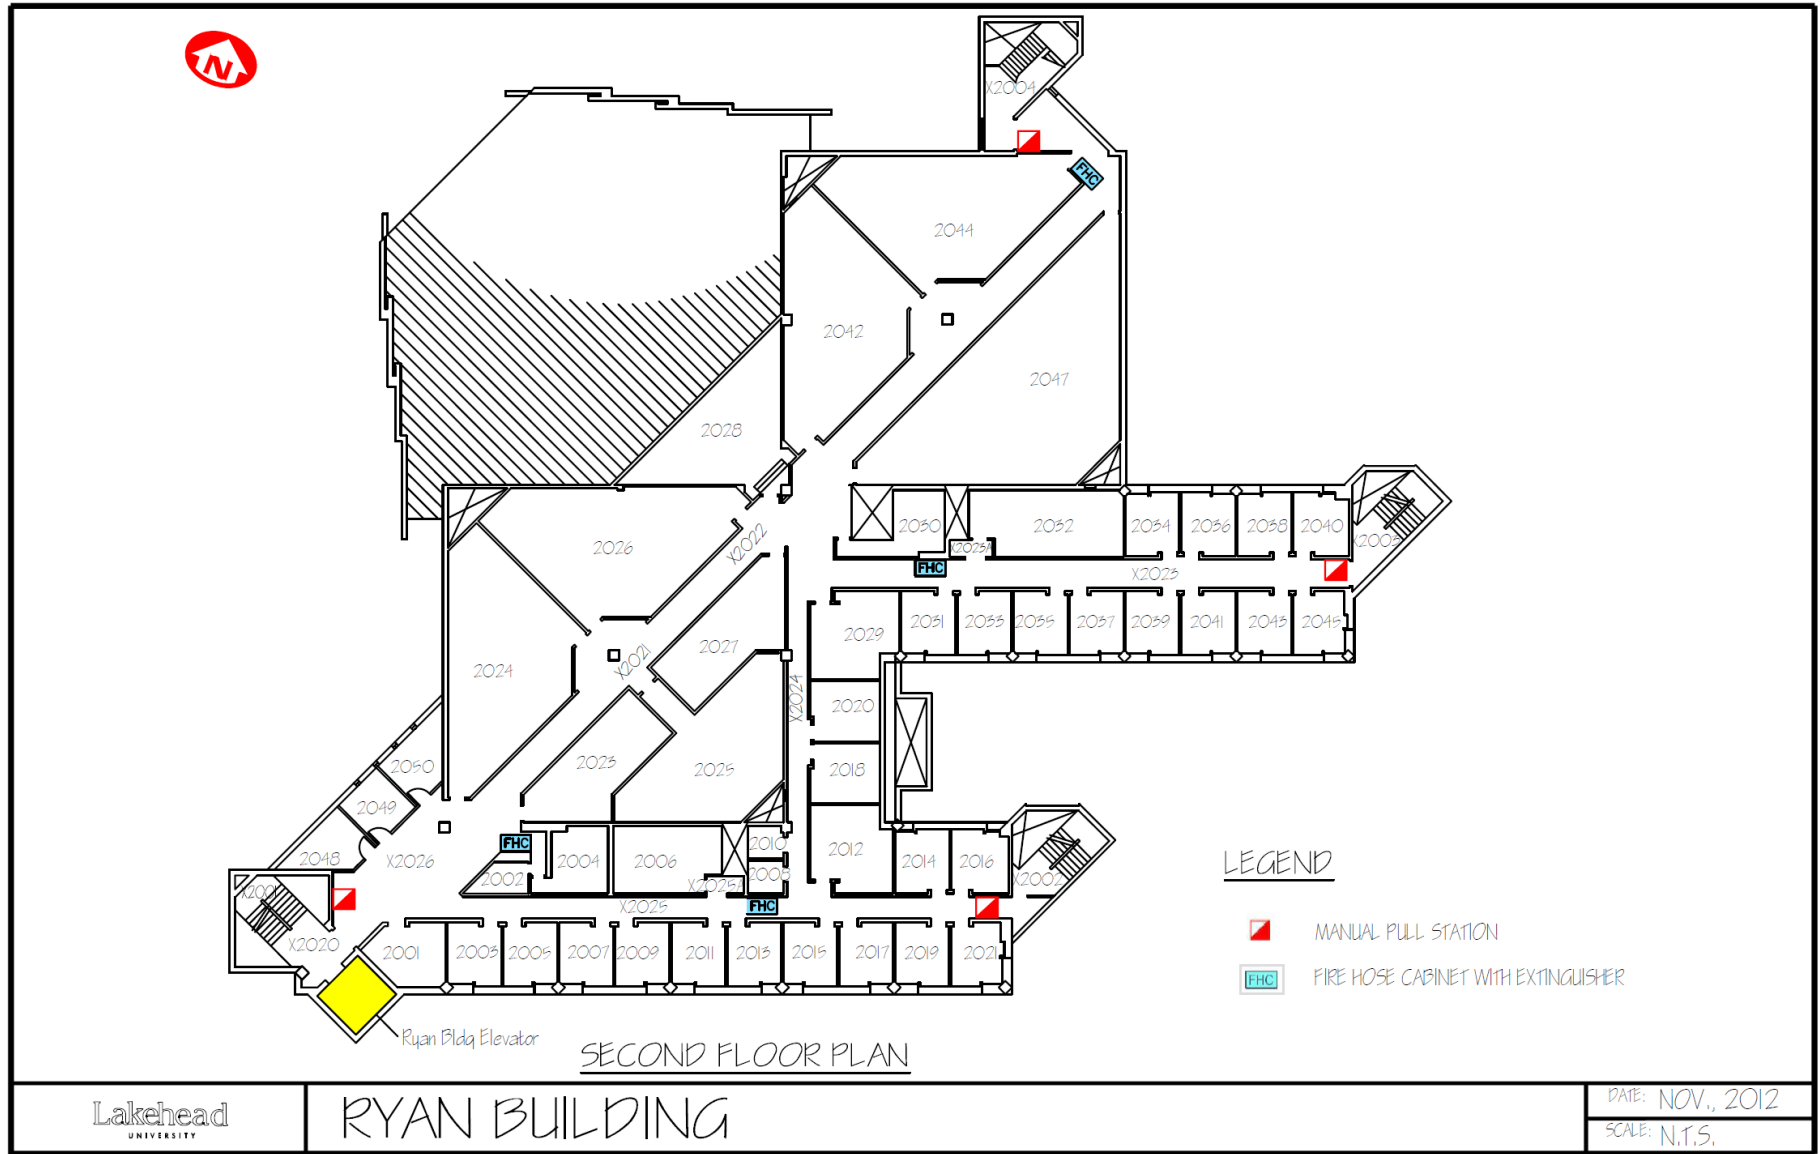 N
X2004
FHC
2044
2042
2047
2028
2030
2032
2034
2036
2038
2040
X2003
X2023A
2026
X2022
FHC
X2023
2031
2033
2035
2037
2039
2041
2043
2045
2029
2027
X2021
2024
X2024
2020
2023
2025
2018
2050
2049
2048
X2026
FHC
2004
2006
2010
2008
2012
2014
2016
2002
X2025A
X2002
X2001
X2025
FHC
X2020
2001
2003
2005
2007
2009
2011
2013
2015
2017
2019
2021
Ryan Bldg Elevator
LEGEND
MANUAL PULL STATION
FHC FIRE HOSE CABINET WITH EXTINGUISHER
SECOND FLOOR PLAN
Lakehead
UNIVERSITY
RYAN BUILDING
DATE: NOV., 2012
SCALE: N.T.S.